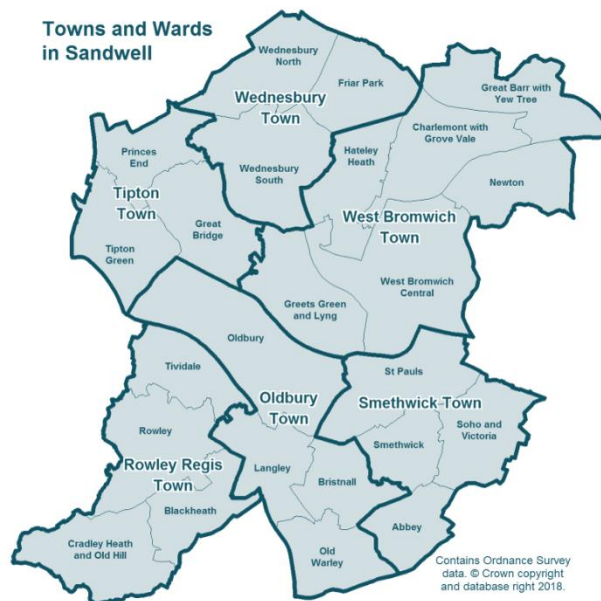 Towns and Wards
in Sandwell
Wednesbury
North
Friar Park
Wednesbury
Town
Wednesbury
South
Great Barr with
Yew Tree
Charlemont with
Grove Vale
Hateley
Heath
Newton
West Bromwich
Town
West Bromwich
Central
Greets Green
and Lyng
Princes
End
Tipton
Town
Great
Bridge
Tipton
Green
Oldbury
Tividale
Oldbury
Town
St Pauls
Smethwick Town
Soho and
Victoria
Smethwick
Rowley
Rowley Regis
Town
Langley
Bristnall
Blackheath
Abbey
Cradley Heath
and Old Hill
Old
Warley
Contains Ordnance Survey
data. © Crown copyright
and database right 2018.